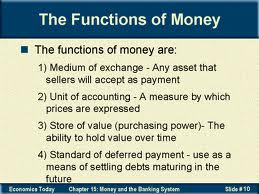 The Functions of Money
The functions of money are:
1) Medium of exchange - Any asset that
sellers will accept as payment
2) Unit of accounting - A measure by which
prices are expressed
3) Store of value (purchasing power)- The
ability to hold value over time
4) Standard of deferred payment - use as a
means of settling debts maturing in the
future
Economics Today
Chapter 15: Money and the Banking System
Slide # 10